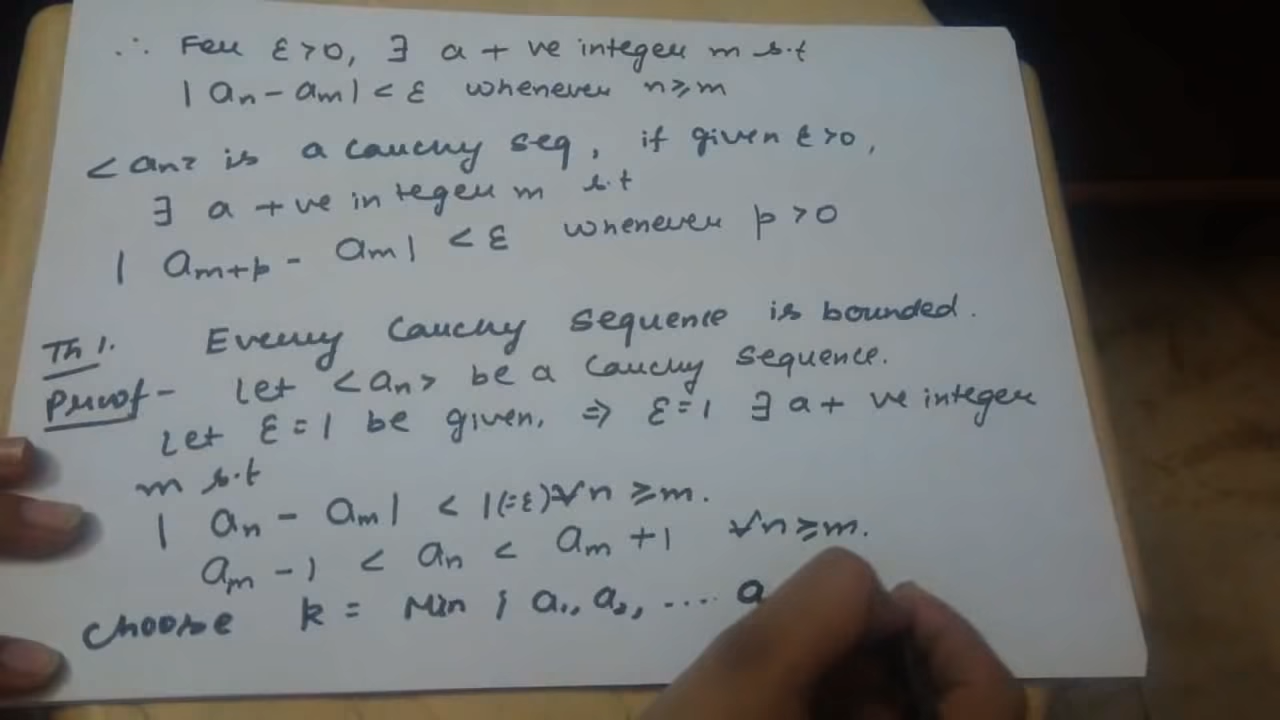 ∴ For ε>0, ∃ a +ve integer m s.t
|an - am| < ε whenever n≥m
<an> is a Cauchy seq, if given ε>0,
∃ a +ve integer m s.t
| am+p - am| < ε whenever p>0
Th 1. Every Cauchy sequence is bounded.
Proof- Let <an> be a Cauchy sequence.
Let ε=1 be given, ⇒ ε=1 ∃ a + ve integer
m s.t
| an - am| < 1(=ε) ∀n ≥m.
am -1 < an < am +1 ∀n≥m.
Choose k = Min { a1, a2, .... a